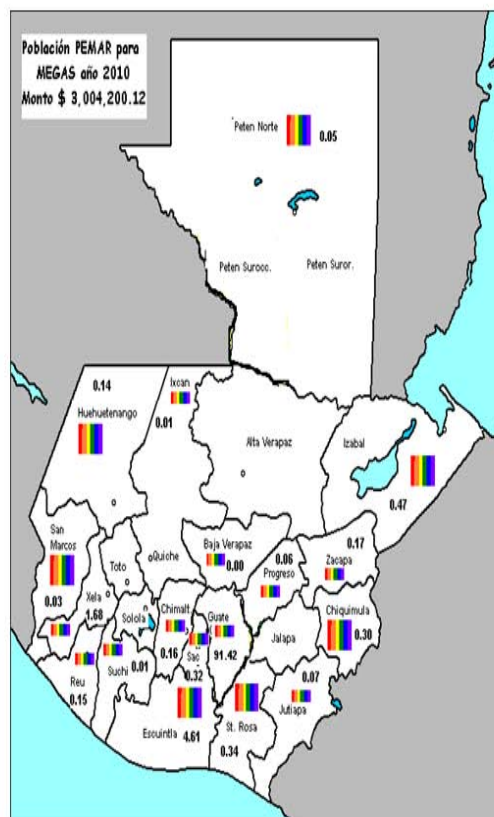 Población PEMAR para
MEGAS año 2010
Monto $ 3,004,200.12
Peten Norte
0.05
Peten Suroco.
Peten Suror.
0.14
Huehuetenango
Ixcan
0.01
Alta Verapaz
Izabal
0.47
San
Marcos
0.03
Toto
Quiche
Baja Verapaz
0.00
0.06
Progreso
0.17
Zacapa
Xela
1.68
Solola
Chimalt.
0.16
Guate
91.42
Sac
0.32
Jalapa
Chiquimula
0.30
Reu
0.15
Suchi
0.01
Escuintla
4.61
St. Rosa
0.34
0.07
Jutiapa